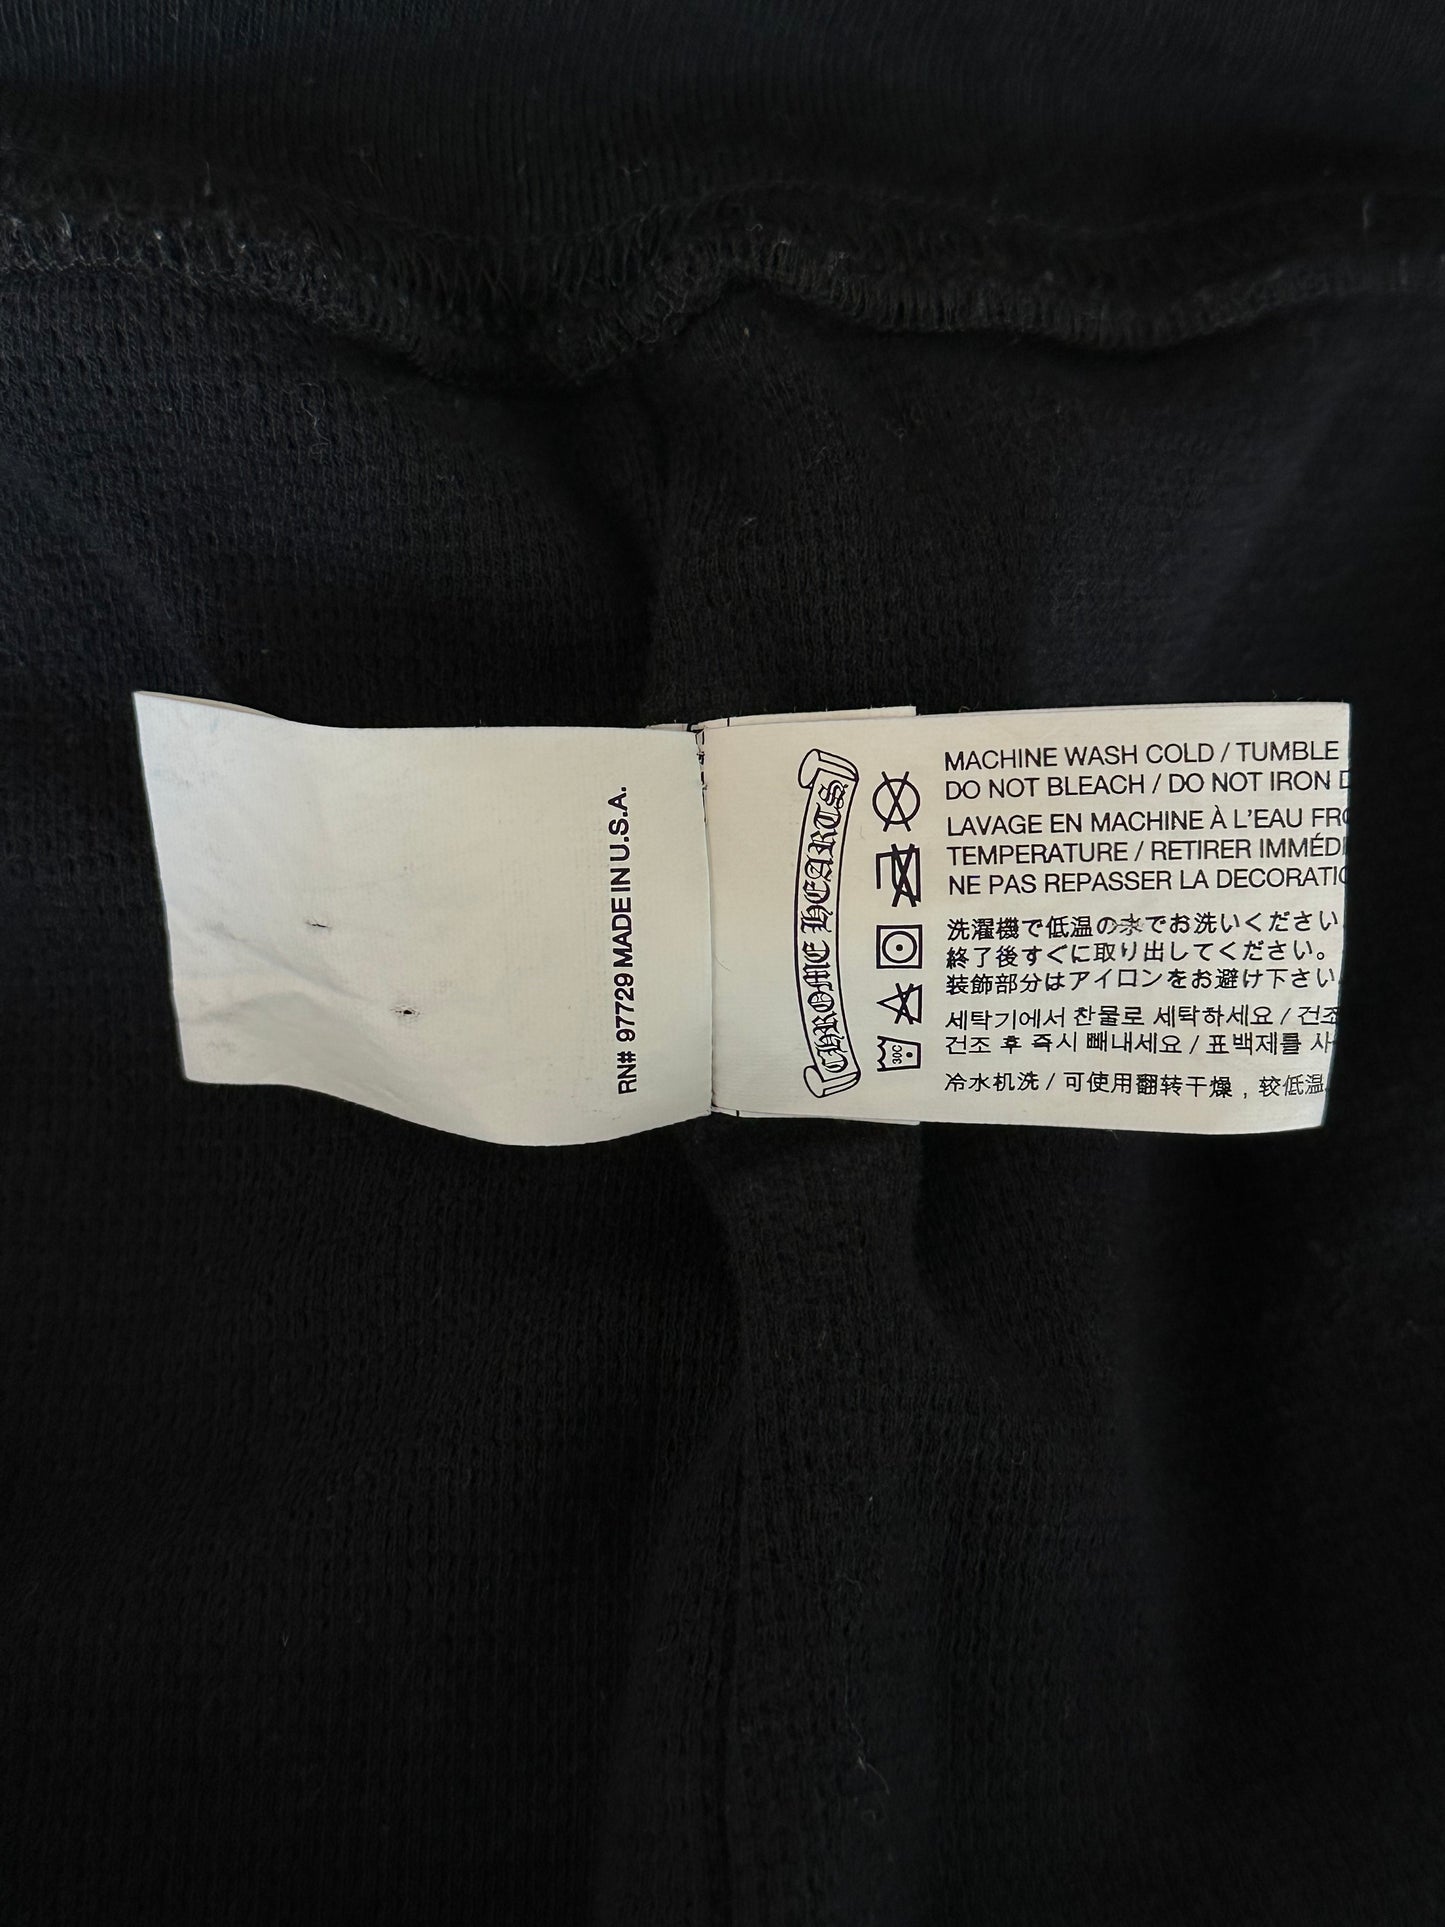 RN# 97729 MADE IN U.S.A.
CHROME HEARTS
30C
MACHINE WASH COLD / TUMBLE
DO NOT BLEACH / DO NOT IRON
LAVAGE EN MACHINE À L'EAU
TEMPERATURE / RETIRER
NE PAS REPASSER LA
洗濯機で低温の水でお洗いください
終了後すぐに取り出してください。
装飾部分はアイロンをお避け下さい
세탁기에서 찬물로 세탁하세요 / 건조
건조 후 즉시 빼내세요 / 표백제를
冷水机洗 / 可使用翻转干燥，较低温